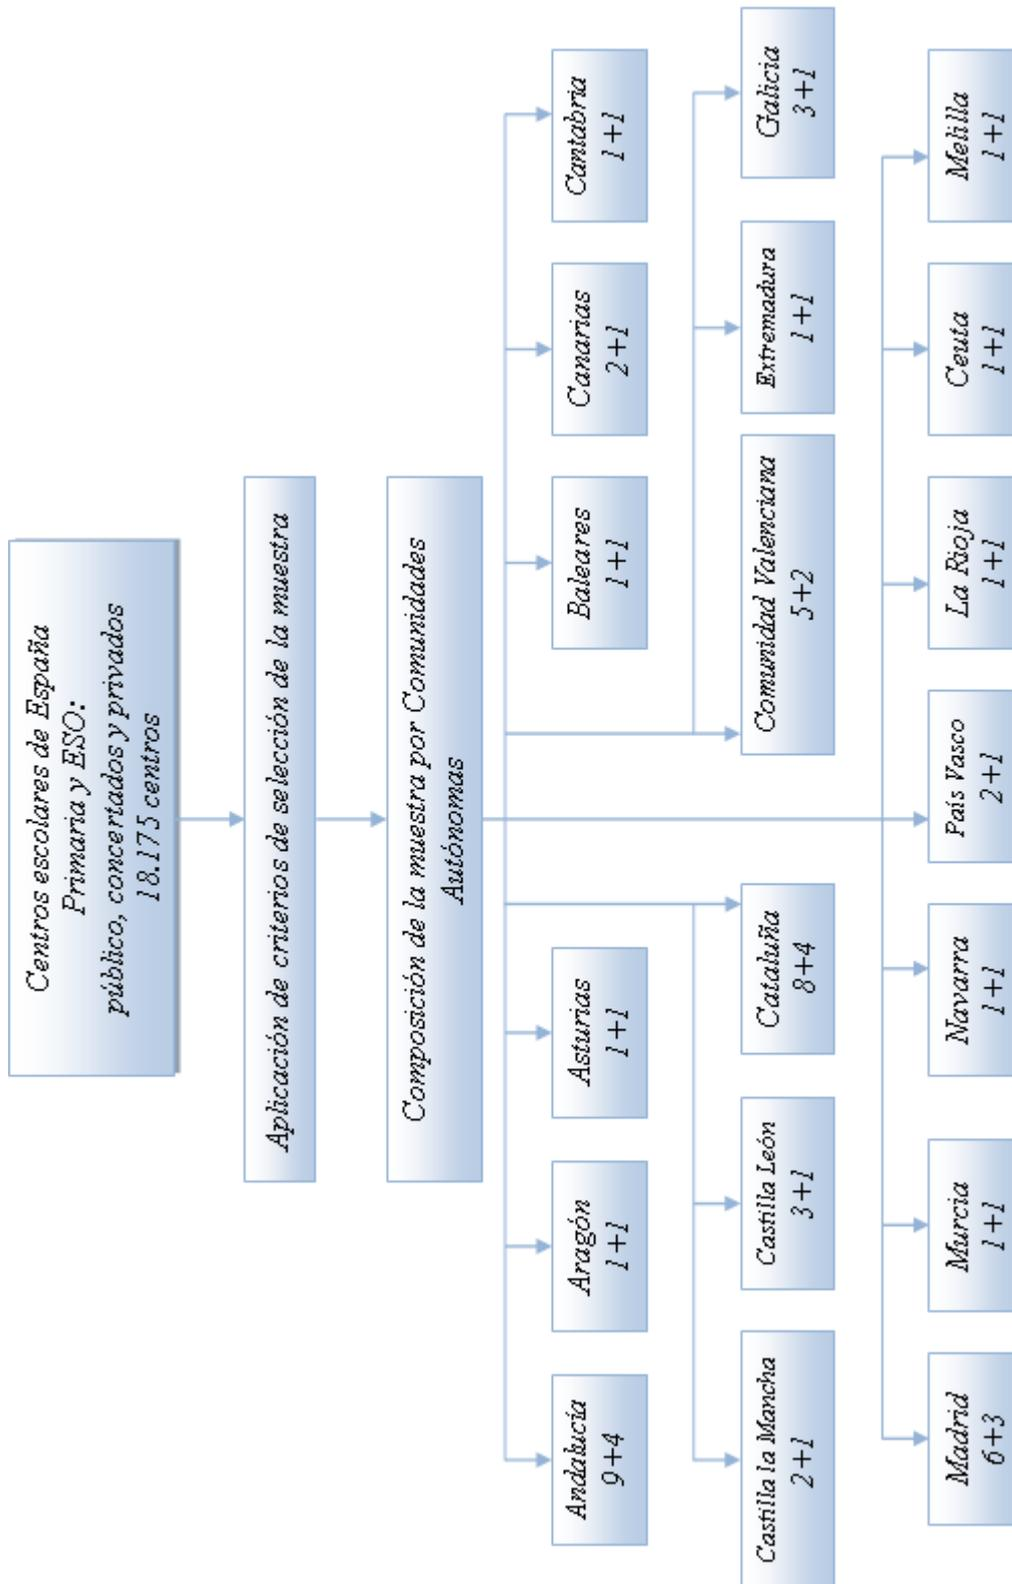 Centros escolares de España
Primaria y ESO:
público, concertados y privados
18.175 centros
Aplicación de criterios de selección de la muestra
Composición de la muestra por Comunidades
Autónomas
Andalucía
9+4
Aragón
1+1
Asturias
1+1
Baleares
1+1
Canarias
2+1
Cantabria
1+1
Castilla la Mancha
2+1
Castilla León
3+1
Cataluña
8+4
Comunidad Valenciana
5+2
Extremadura
1+1
Galicia
3+1
Madrid
6+3
Murcia
1+1
Navarra
1+1
País Vasco
2+1
La Rioja
1+1
Ceuta
1+1
Melilla
1+1